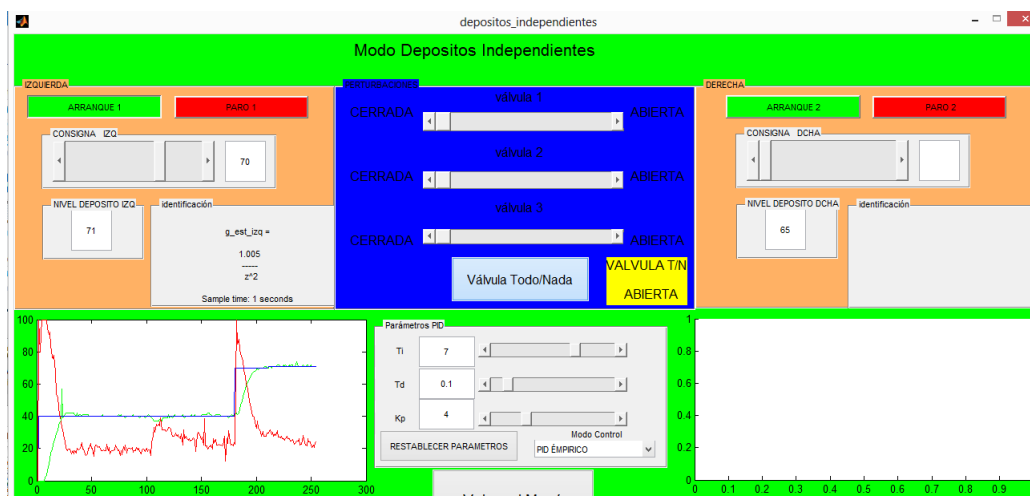 depositos_independientes
Modo Depositos Independientes
IZQUIERDA
ARRANQUE 1
PARO 1
CONSIGNA IZQ
70
NIVEL DEPOSITO IZQ
71
identificación
g_est_izq =
1.005
-----
z^2
Sample time: 1 seconds
PERTURBACIONES
válvula 1
CERRADA
ABIERTA
válvula 2
CERRADA
ABIERTA
válvula 3
CERRADA
ABIERTA
Válvula Todo/Nada
VALVULA T/N
ABIERTA
DERECHA
ARRANQUE 2
PARO 2
CONSIGNA DCHA
NIVEL DEPOSITO DCHA
65
identificación
100
80
60
40
20
0
0 50 100 150 200 250 300
Parámetros PID
Ti
7
Td
0.1
Kp
4
RESTABLECER PARAMETROS
Modo Control
PID ÉMPIRICO
1
0.8
0.6
0.4
0.2
0
0 0.1 0.2 0.3 0.4 0.5 0.6 0.7 0.8 0.9